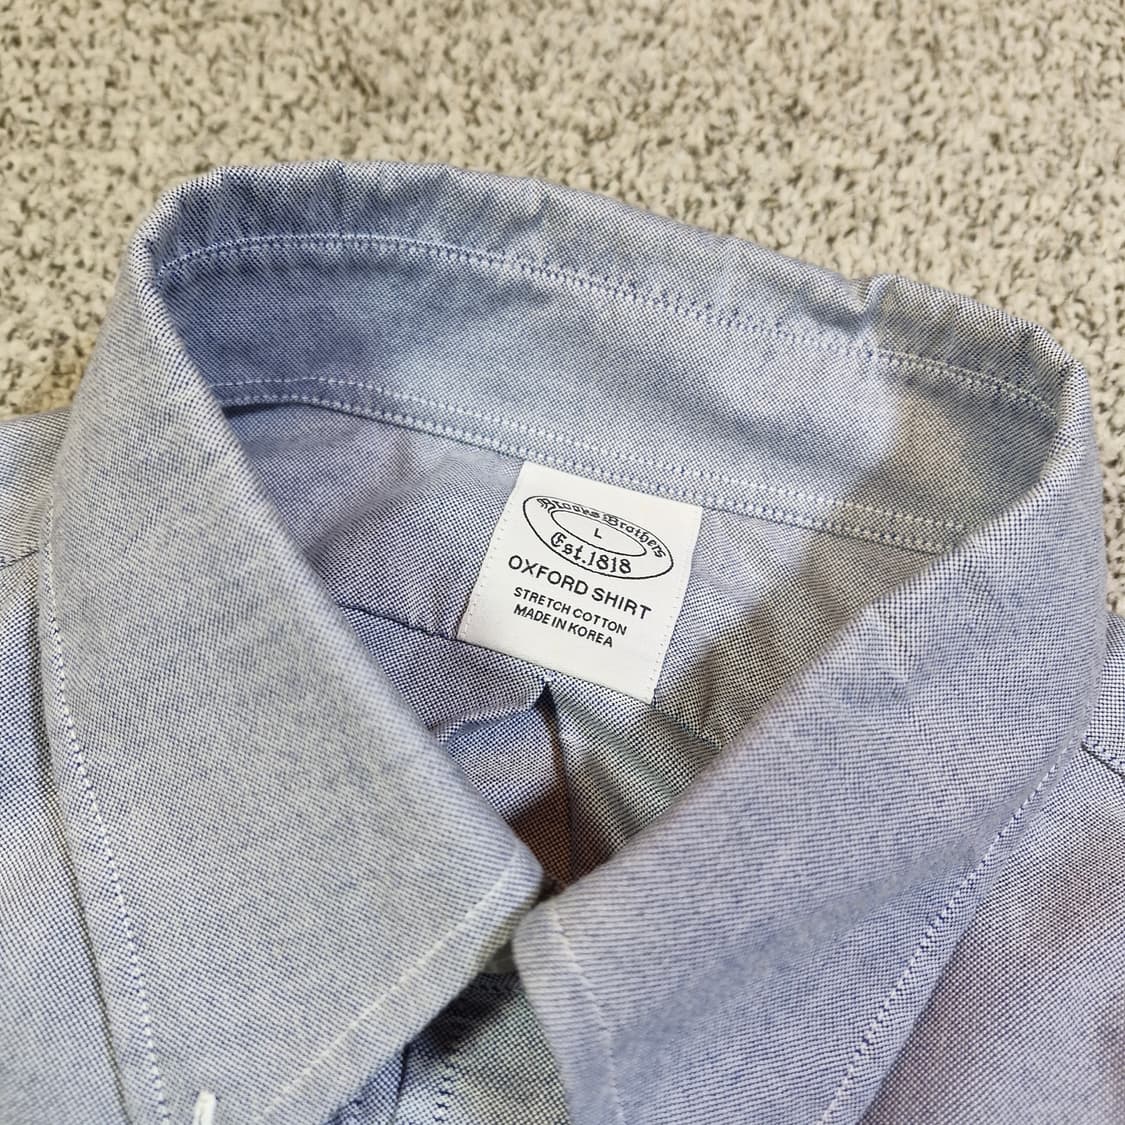 Brooks Brothers
L
Est.1818
OXFORD SHIRT
STRETCH COTTON
MADE IN KOREA